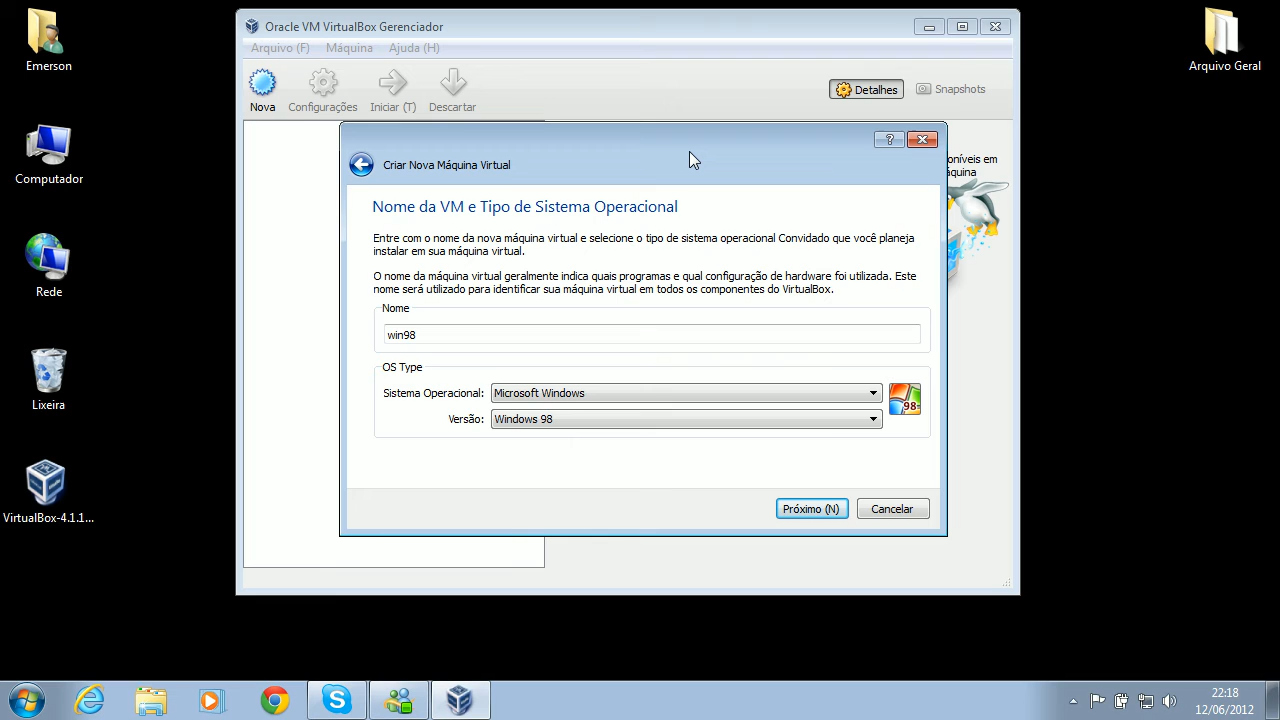 Emerson
Computador
Rede
Lixeira
VirtualBox-4.1.1...
Oracle VM VirtualBox Gerenciador
Arquivo (F) Máquina Ajuda (H)
Nova Configurações Iniciar (T) Descartar
Detalhes Snapshots
Criar Nova Máquina Virtual
Nome da VM e Tipo de Sistema Operacional
Entre com o nome da nova máquina virtual e selecione o tipo de sistema operacional Convidado que você planeja
instalar em sua máquina virtual.
O nome da máquina virtual geralmente indica quais programas e qual configuração de hardware foi utilizada. Este
nome será utilizado para identificar sua máquina virtual em todos os componentes do VirtualBox.
Nome
win98
OS Type
Sistema Operacional: Microsoft Windows
Versão: Windows 98
98
Próximo (N) Cancelar
oníveis em
áquina
Arquivo Geral
22:18
12/06/2012